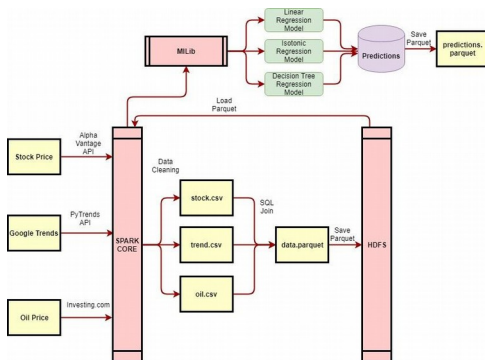 Linear
Regression
Model
MlLib
Isotonic
Regression
Model
Predictions
Save
Parquet
predictions.
parquet
Decision Tree
Regression
Model
Load
Parquet
Stock Price
Alpha
Vantage
API
Data
Cleaning
stock.csv
SQL
Join
Google Trends
PyTrends
API
SPARK
CORE
trend.csv
data.parquet
Save
Parquet
HDFS
oil.csv
Oil Price
Investing.com